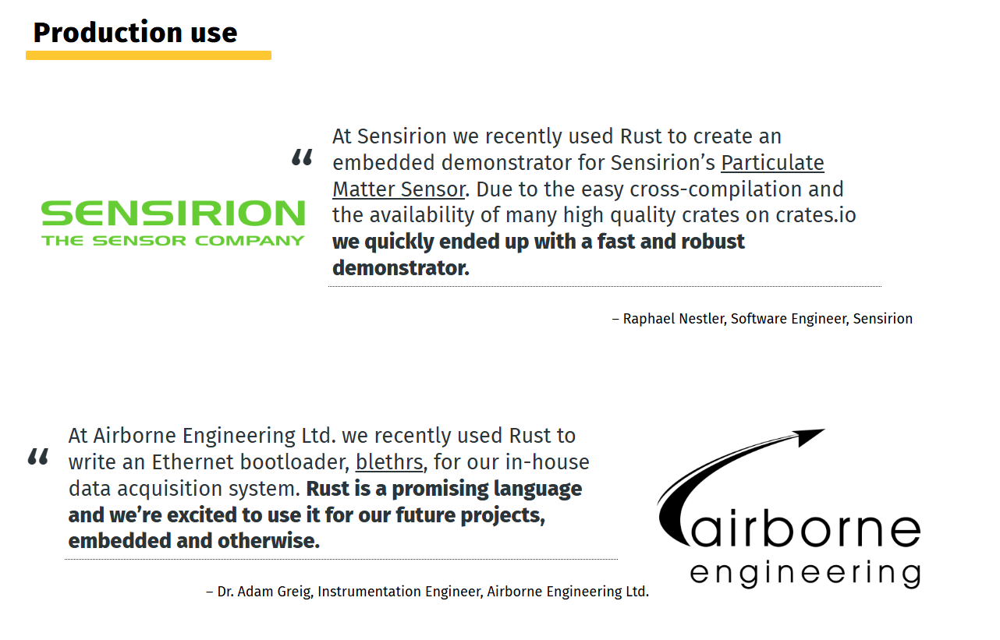 Production use
“
At Sensirion we recently used Rust to create an
embedded demonstrator for Sensirion’s Particulate
Matter Sensor. Due to the easy cross-compilation and
the availability of many high quality crates on crates.io
we quickly ended up with a fast and robust
demonstrator.
SENSIRION
THE SENSOR COMPANY
– Raphael Nestler, Software Engineer, Sensirion
“
At Airborne Engineering Ltd. we recently used Rust to
write an Ethernet bootloader, blethrs, for our in-house
data acquisition system. Rust is a promising language
and we’re excited to use it for our future projects,
embedded and otherwise.
– Dr. Adam Greig, Instrumentation Engineer, Airborne Engineering Ltd.
airborne
engineering